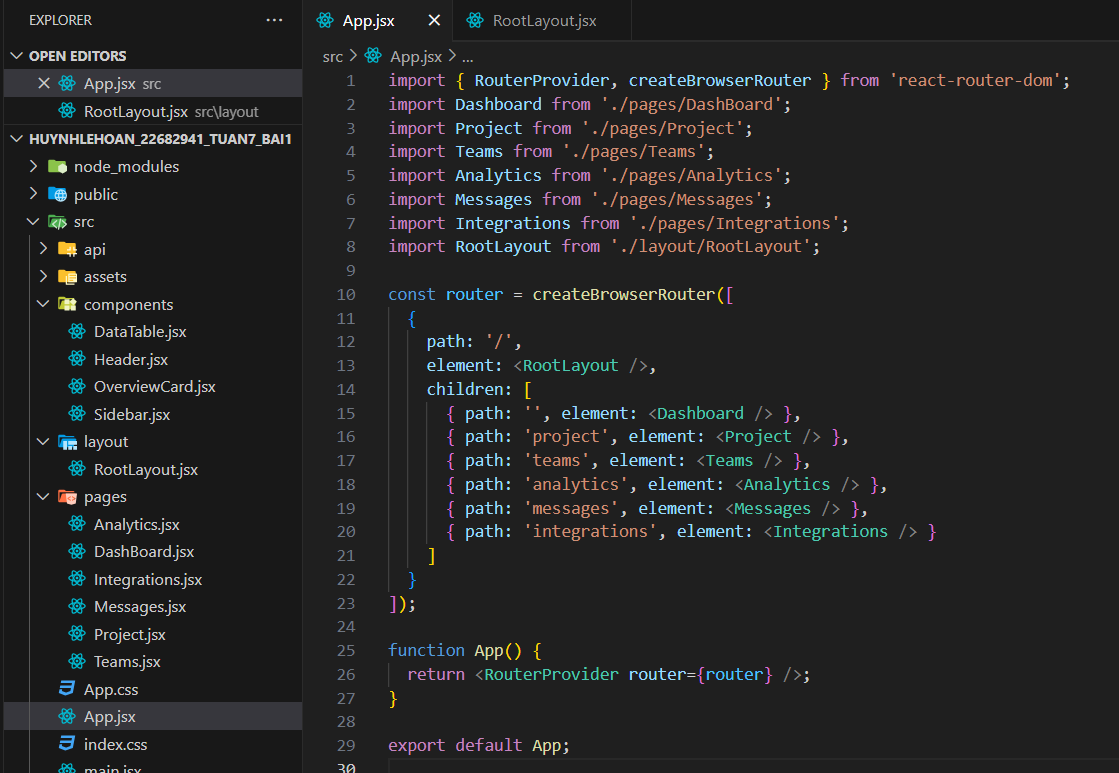 EXPLORER
...
OPEN EDITORS
App.jsx src
RootLayout.jsx src\layout
HUYNHLEHOAN_22682941_TUAN7_BAI1
node_modules
public
src
api
assets
components
DataTable.jsx
Header.jsx
OverviewCard.jsx
Sidebar.jsx
layout
RootLayout.jsx
pages
Analytics.jsx
DashBoard.jsx
Integrations.jsx
Messages.jsx
Project.jsx
Teams.jsx
App.css
App.jsx
index.css
main.jsx
App.jsx
RootLayout.jsx
src > App.jsx > ...
1 import { RouterProvider, createBrowserRouter } from 'react-router-dom';
2 import Dashboard from './pages/DashBoard';
3 import Project from './pages/Project';
4 import Teams from './pages/Teams';
5 import Analytics from './pages/Analytics';
6 import Messages from './pages/Messages';
7 import Integrations from './pages/Integrations';
8 import RootLayout from './layout/RootLayout';
9
10 const router = createBrowserRouter([
11   {
12     path: '/',
13     element: <RootLayout />,
14     children: [
15       { path: '', element: <Dashboard /> },
16       { path: 'project', element: <Project /> },
17       { path: 'teams', element: <Teams /> },
18       { path: 'analytics', element: <Analytics /> },
19       { path: 'messages', element: <Messages /> },
20       { path: 'integrations', element: <Integrations /> }
21     ]
22   }
23 ]);
24
25 function App() {
26   return <RouterProvider router={router} />;
27 }
28
29 export default App;
30